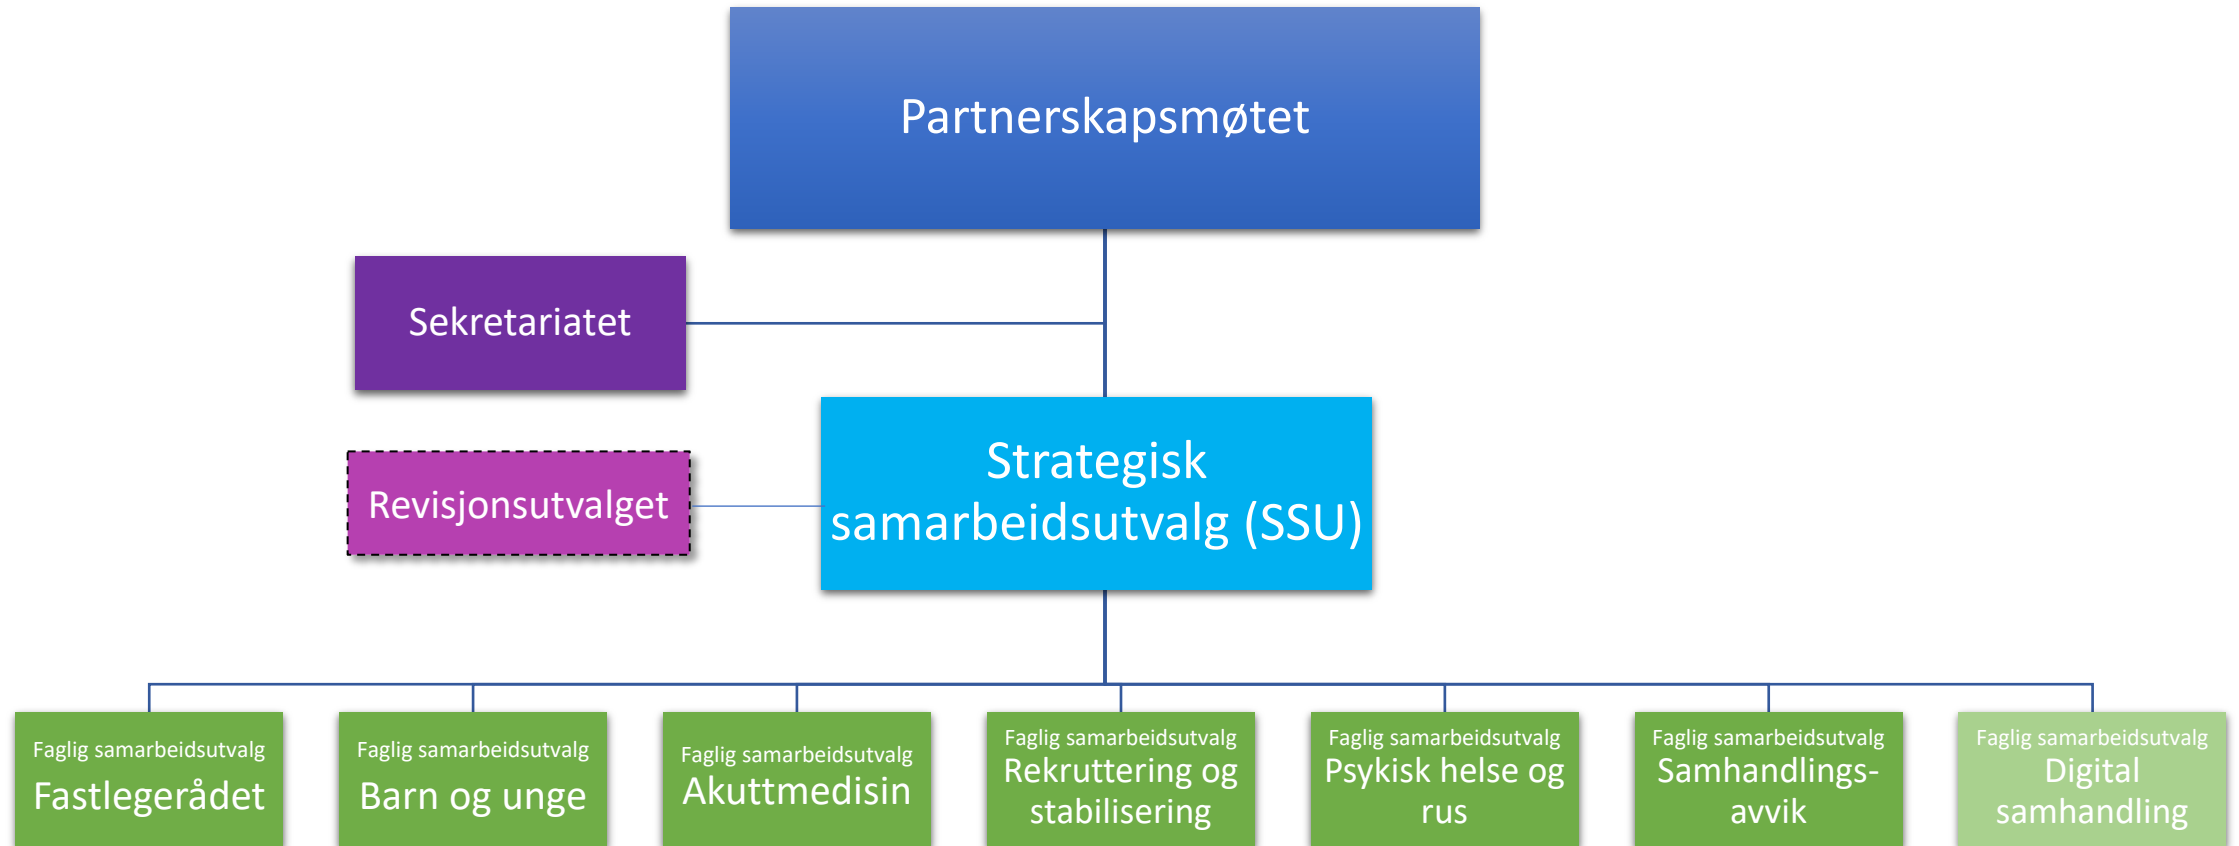 Partnerskapsmøtet
Sekretariatet
Strategisk
samarbeidsutvalg (SSU)
Revisjonsutvalget
Faglig samarbeidsutvalg
Fastlegerådet
Faglig samarbeidsutvalg
Barn og unge
Faglig samarbeidsutvalg
Akuttmedisin
Faglig samarbeidsutvalg
Rekruttering og
stabilisering
Faglig samarbeidsutvalg
Psykisk helse og
rus
Faglig samarbeidsutvalg
Samhandlings-
avvik
Faglig samarbeidsutvalg
Digital
samhandling